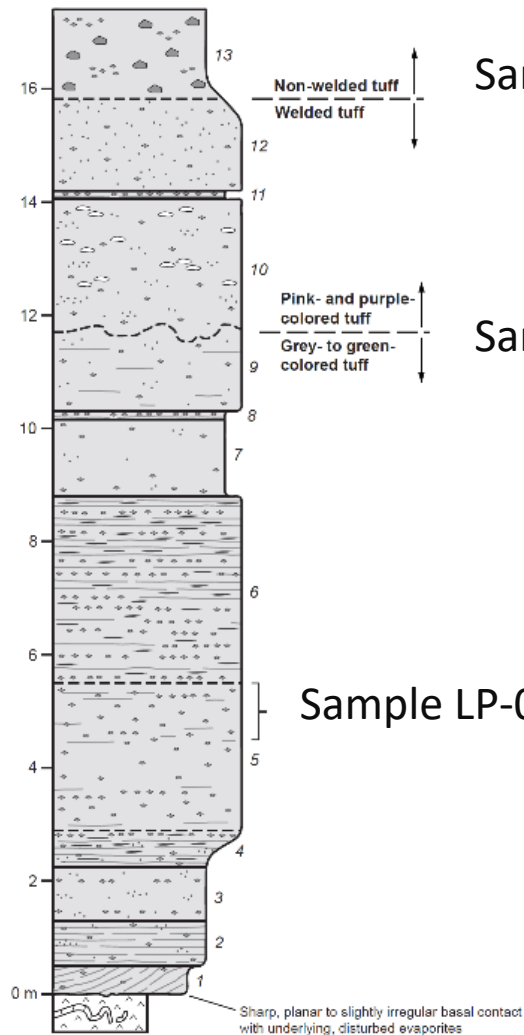 13
16
Non-welded tuff
Welded tuff
12
14
11
10
12
Pink- and purple-
colored tuff
Grey- to green-
colored tuff
9
8
10
7
8
6
6
Sample
5
4
4
2
3
2
1
0 m
Sharp, planar to slightly irregular basal contact
with underlying, disturbed evaporites